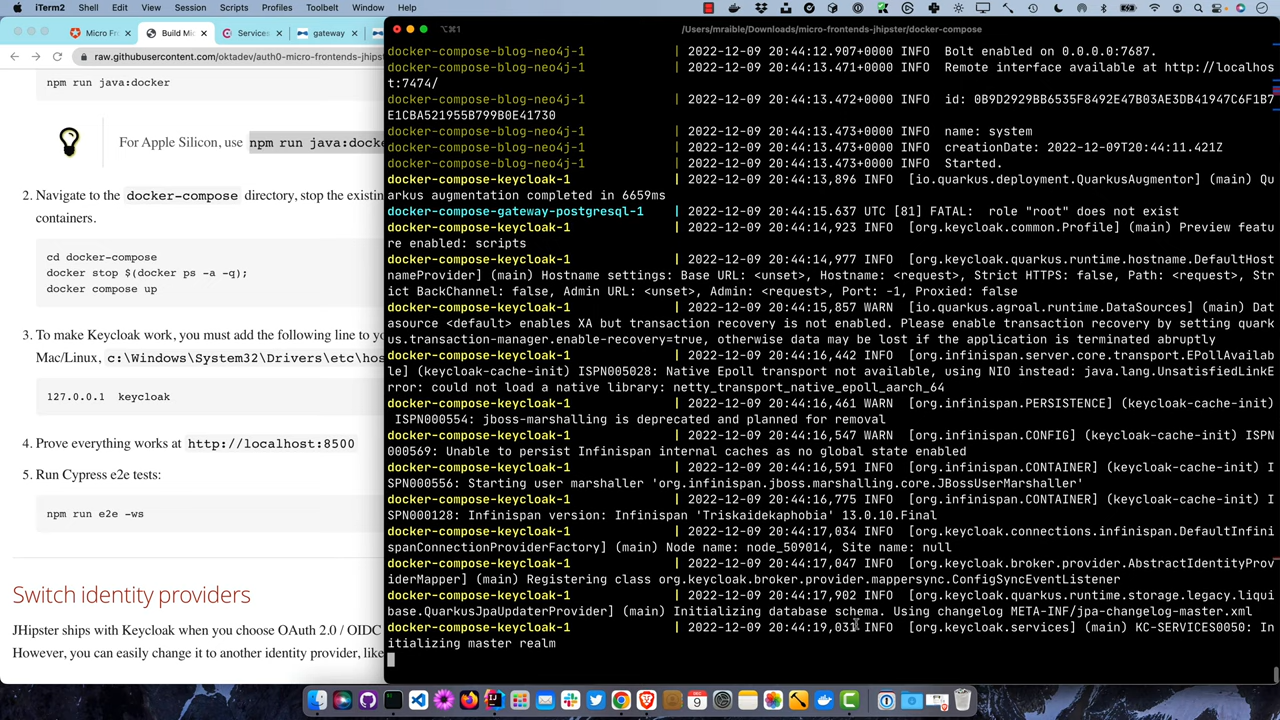 iTerm2 Shell Edit View Session Scripts Profiles Toolbelt Window Help
Micro Fron
Build Mic
Services
gateway
/Users/mraible/Downloads/micro-frontends-jhipster/docker-compose
⌥⌘1
raw.githubusercontent.com/oktadev/auth0-micro-frontends-jhips
npm run java:docker
For Apple Silicon, use npm run java:docke
2. Navigate to the docker-compose directory, stop the existing
containers.
cd docker-compose
docker stop $(docker ps -a -q);
docker compose up
3. To make Keycloak work, you must add the following line to yo
Mac/Linux, c:\Windows\System32\Drivers\etc\hos
127.0.0.1  keycloak
4. Prove everything works at http://localhost:8500
5. Run Cypress e2e tests:
npm run e2e -ws
Switch identity providers
JHipster ships with Keycloak when you choose OAuth 2.0 / OIDC
However, you can easily change it to another identity provider, like
docker-compose-blog-neo4j-1 | 2022-12-09 20:44:12.907+0000 INFO  Bolt enabled on 0.0.0.0:7687.
docker-compose-blog-neo4j-1 | 2022-12-09 20:44:13.471+0000 INFO  Remote interface available at http://localhos
t:7474/
docker-compose-blog-neo4j-1 | 2022-12-09 20:44:13.472+0000 INFO  id: 0B9D2929BB6535F8492E47B03AE3DB41947C6F1B7
E1CBA521955B799B0E41730
docker-compose-blog-neo4j-1 | 2022-12-09 20:44:13.473+0000 INFO  name: system
docker-compose-blog-neo4j-1 | 2022-12-09 20:44:13.473+0000 INFO  creationDate: 2022-12-09T20:44:11.421Z
docker-compose-blog-neo4j-1 | 2022-12-09 20:44:13.473+0000 INFO  Started.
docker-compose-keycloak-1 | 2022-12-09 20:44:13,896 INFO  [io.quarkus.deployment.QuarkusAugmentor] (main) Qu
arkus augmentation completed in 6659ms
docker-compose-gateway-postgresql-1 | 2022-12-09 20:44:15.637 UTC [81] FATAL:  role "root" does not exist
docker-compose-keycloak-1 | 2022-12-09 20:44:14,923 INFO  [org.keycloak.common.Profile] (main) Preview featu
re enabled: scripts
docker-compose-keycloak-1 | 2022-12-09 20:44:14,977 INFO  [org.keycloak.quarkus.runtime.hostname.DefaultHost
nameProvider] (main) Hostname settings: Base URL: <unset>, Hostname: <request>, Strict HTTPS: false, Path: <request>, Str
ict BackChannel: false, Admin URL: <unset>, Admin: <request>, Port: -1, Proxied: false
docker-compose-keycloak-1 | 2022-12-09 20:44:15,857 WARN  [io.quarkus.agroal.runtime.DataSources] (main) Dat
asource <default> enables XA but transaction recovery is not enabled. Please enable transaction recovery by setting quark
us.transaction-manager.enable-recovery=true, otherwise data may be lost if the application is terminated abruptly
docker-compose-keycloak-1 | 2022-12-09 20:44:16,442 INFO  [org.infinispan.server.core.transport.EPollAvailab
le] (keycloak-cache-init) ISPN005028: Native Epoll transport not available, using NIO instead: java.lang.UnsatisfiedLinkE
rror: could not load a native library: netty_transport_native_epoll_aarch_64
docker-compose-keycloak-1 | 2022-12-09 20:44:16,461 WARN  [org.infinispan.PERSISTENCE] (keycloak-cache-init)
ISPN000554: jboss-marshalling is deprecated and planned for removal
docker-compose-keycloak-1 | 2022-12-09 20:44:16,547 WARN  [org.infinispan.CONFIG] (keycloak-cache-init) ISPN
000569: Unable to persist Infinispan internal caches as no global state enabled
docker-compose-keycloak-1 | 2022-12-09 20:44:16,591 INFO  [org.infinispan.CONTAINER] (keycloak-cache-init) I
SPN000556: Starting user marshaller 'org.infinispan.jboss.marshalling.core.JBossUserMarshaller'
docker-compose-keycloak-1 | 2022-12-09 20:44:16,775 INFO  [org.infinispan.CONTAINER] (keycloak-cache-init) I
SPN000128: Infinispan version: Infinispan 'Triskaidekaphobia' 13.0.10.Final
docker-compose-keycloak-1 | 2022-12-09 20:44:17,034 INFO  [org.keycloak.connections.infinispan.DefaultInfini
spanConnectionProviderFactory] (main) Node name: node_509014, Site name: null
docker-compose-keycloak-1 | 2022-12-09 20:44:17,047 INFO  [org.keycloak.broker.provider.AbstractIdentityProv
iderMapper] (main) Registering class org.keycloak.broker.provider.mappersync.ConfigSyncEventListener
docker-compose-keycloak-1 | 2022-12-09 20:44:17,902 INFO  [org.keycloak.quarkus.runtime.storage.legacy.liqui
base.QuarkusJpaUpdaterProvider] (main) Initializing database schema. Using changelog META-INF/jpa-changelog-master.xml
docker-compose-keycloak-1 | 2022-12-09 20:44:19,031 INFO  [org.keycloak.services] (main) KC-SERVICES0050: In
itializing master realm